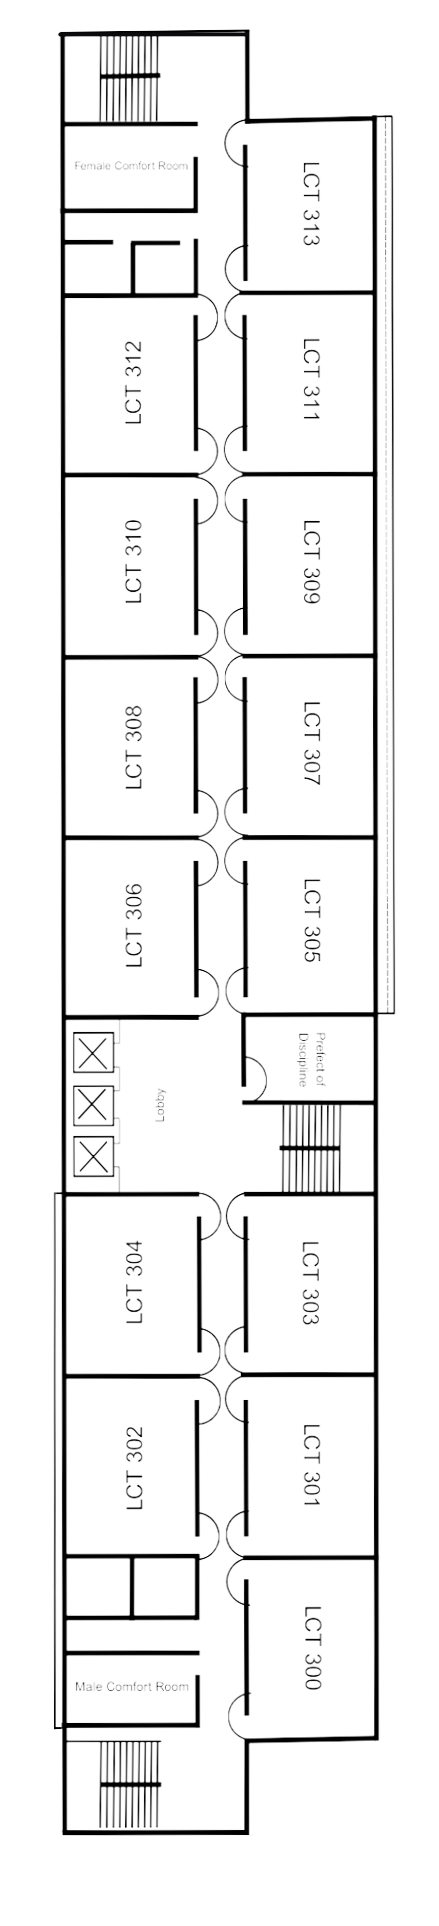 Female Comfort Room
LCT 313
LCT 312
LCT 311
LCT 310
LCT 309
LCT 308
LCT 307
LCT 306
LCT 305
Prefect of
Discipline
Lobby
LCT 304
LCT 303
LCT 302
LCT 301
LCT 300
Male Comfort Room